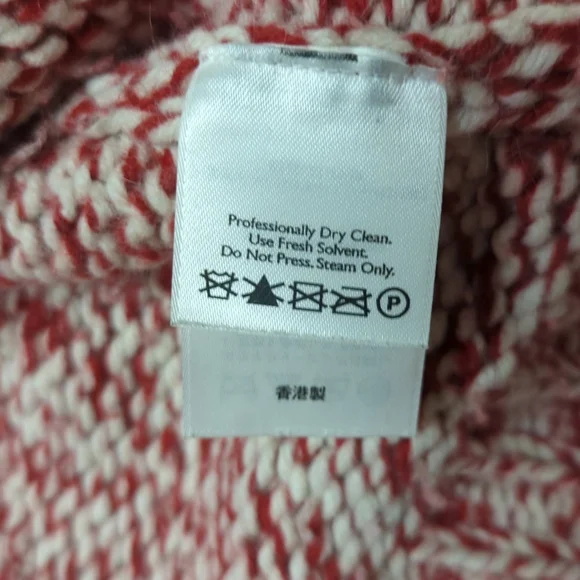 Professionally Dry Clean.
Use Fresh Solvent.
Do Not Press. Steam Only.
P
香港製